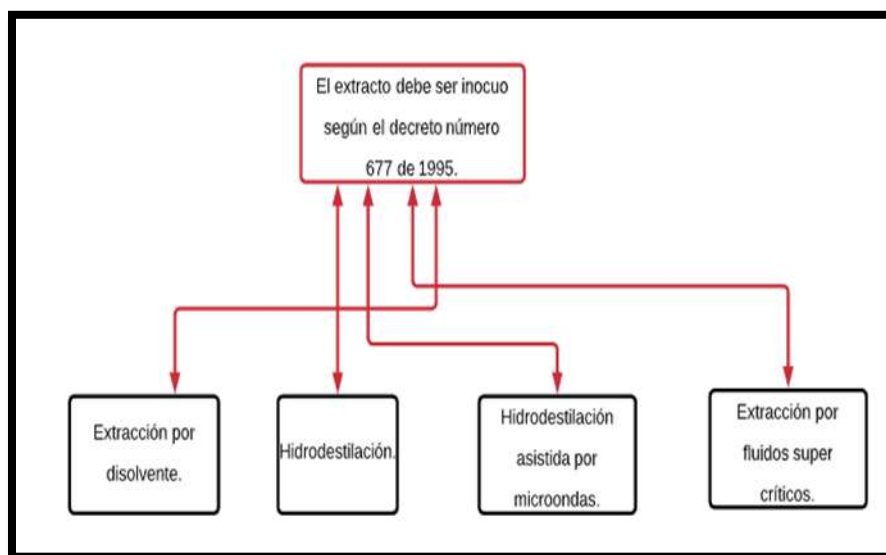 El extracto debe ser inocuo
según el decreto número
677 de 1995.
Extracción por
disolvente.
Hidrodestilación.
Hidrodestilación
asistida por
microondas.
Extracción por
fluidos super
críticos.